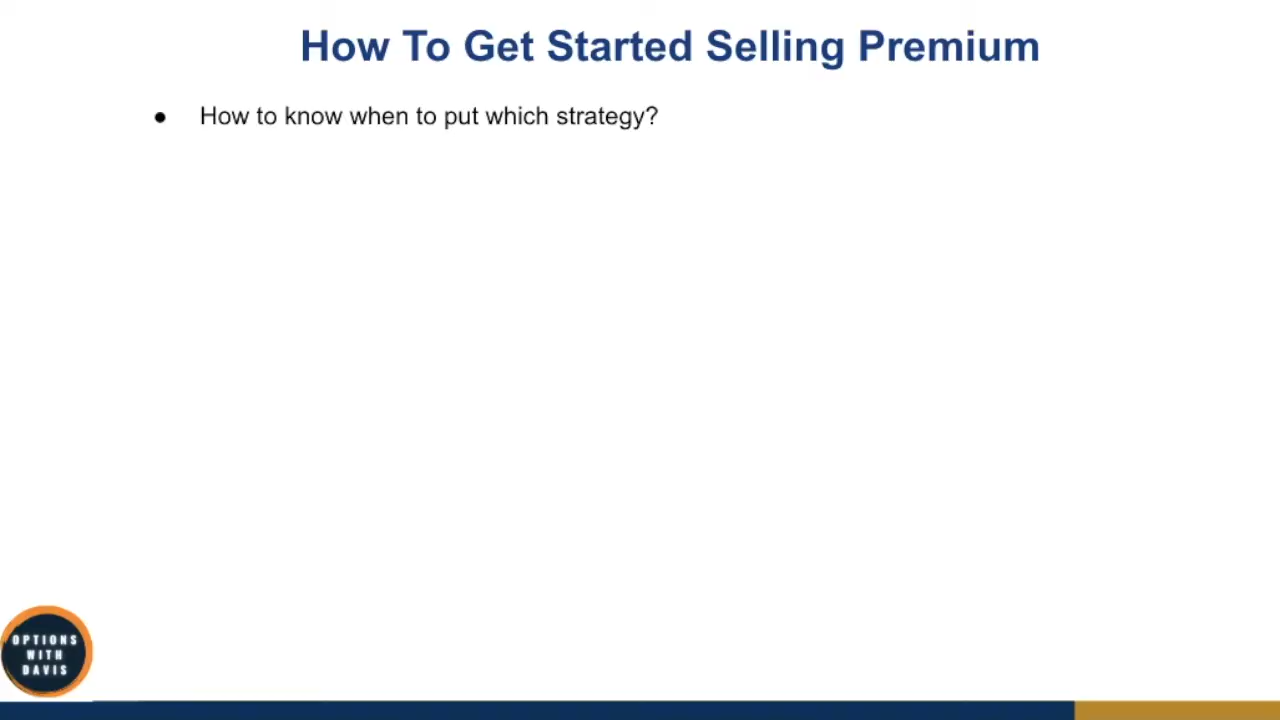 How To Get Started Selling Premium
● How to know when to put which strategy?
OPTIONS
WITH
DAVIS